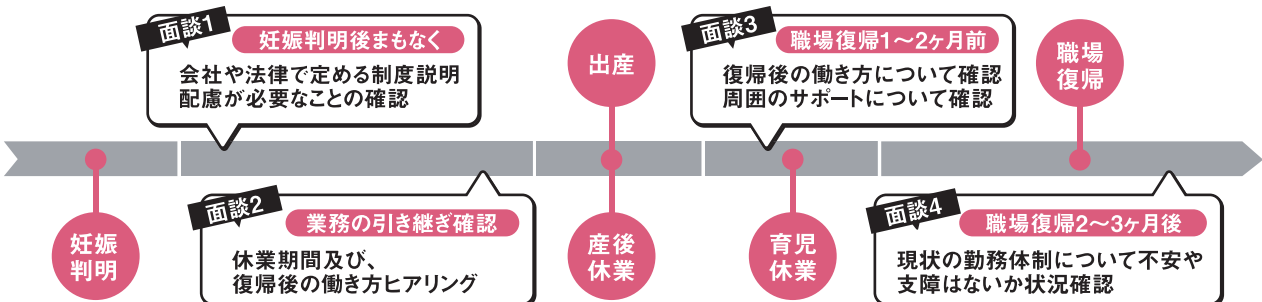 面談1
妊娠判明後まもなく
会社や法律で定める制度説明
配慮が必要なことの確認
出産
面談3
職場復帰1〜2ヶ月前
復帰後の働き方について確認
周囲のサポートについて確認
職場
復帰
妊娠
判明
面談2
業務の引き継ぎ確認
休業期間及び、
復帰後の働き方ヒアリング
産後
休業
育児
休業
面談4
職場復帰2〜3ヶ月後
現状の勤務体制について不安や
支障はないか状況確認